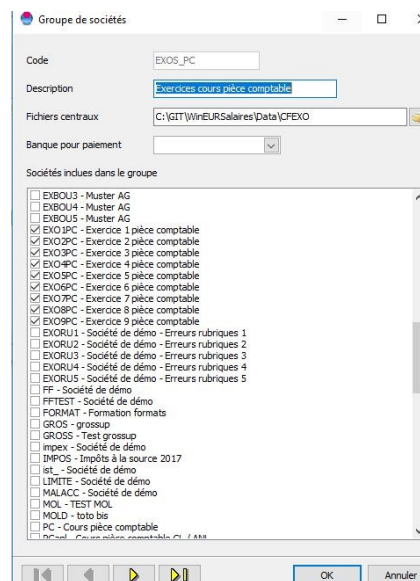 Groupe de sociétés
Code EXOS_PC
Description Exercices cours pièce comptable
Fichiers centraux C:\GIT\WinEURSalaires\Data\CFEXO
Banque pour paiement
Sociétés inclues dans le groupe
EXBOU3 - Muster AG
EXBOU4 - Muster AG
EXBOU5 - Muster AG
EXO1PC - Exercice 1 pièce comptable
EXO2PC - Exercice 2 pièce comptable
EXO3PC - Exercice 3 pièce comptable
EXO4PC - Exercice 4 pièce comptable
EXO5PC - Exercice 5 pièce comptable
EXO6PC - Exercice 6 pièce comptable
EXO7PC - Exercice 7 pièce comptable
EXO8PC - Exercice 8 pièce comptable
EXO9PC - Exercice 9 pièce comptable
EXORU1 - Société de démo - Erreurs rubriques 1
EXORU2 - Société de démo - Erreurs rubriques 2
EXORU3 - Société de démo - Erreurs rubriques 3
EXORU4 - Société de démo - Erreurs rubriques 4
EXORU5 - Société de démo - Erreurs rubriques 5
FF - Société de démo
FFTEST - Société de démo
FORMAT - Formation formats
GROS - grossup
GROSS - Test grossup
impex - Société de démo
IMPOS - Impôts à la source 2017
ist_ - Société de démo
LIMITE - Société de démo
MALACC - Société de démo
MOL - TEST MOL
MOLD - toto bis
PC - Cours pièce comptable
PCanl - Cours pièce comptable CL / ANL
OK Annuler